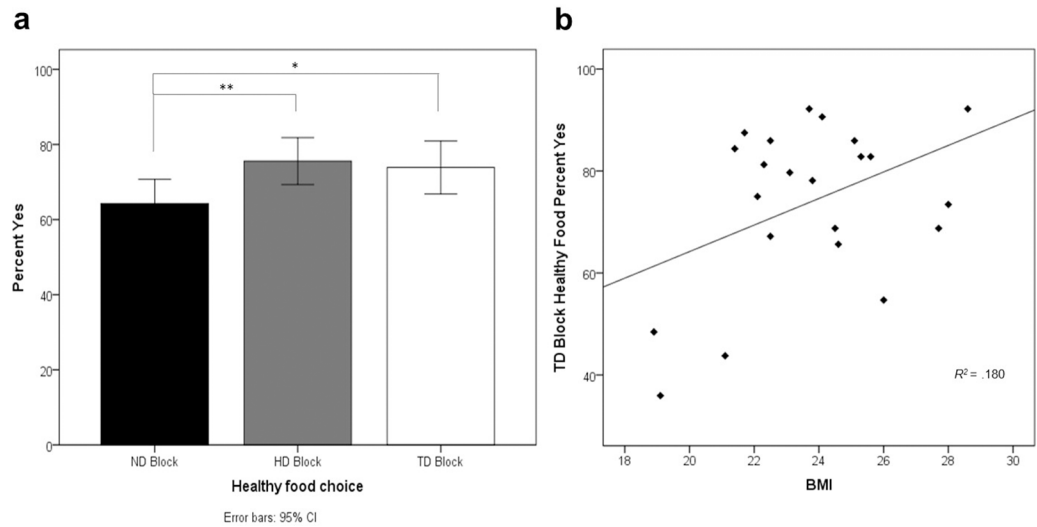 a
*
**
100
80
60
40
20
0
Percent Yes
ND Block HD Block TD Block
Healthy food choice
Error bars: 95% CI
b
100
80
60
40
TD Block Healthy Food Percent Yes
R² = .180
18 20 22 24 26 28 30
BMI